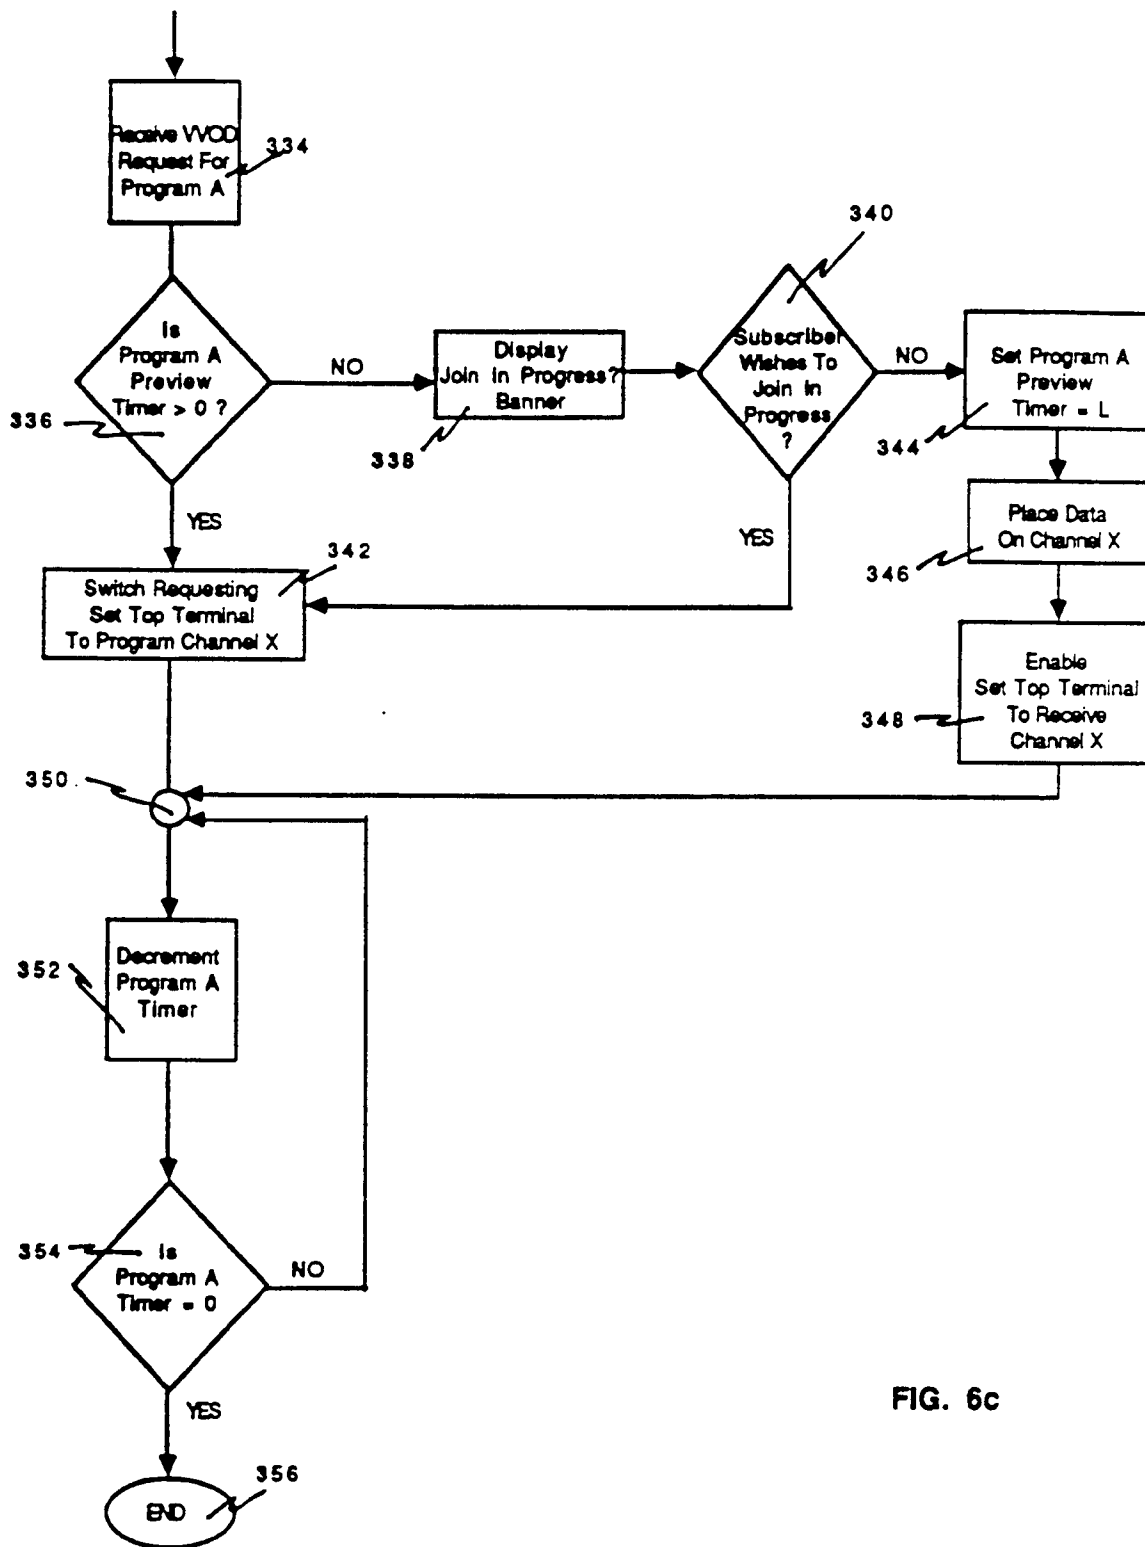 Receive VVOD
Request For
Program A
334
340
Is
Program A
Preview
Timer > 0 ?
336
NO
Display
Join In Progress?
Banner
338
Subscriber
Wishes To
Join In
Progress
?
NO
Set Program A
Preview
Timer = L
344
YES
YES
Place Data
On Channel X
346
342
Switch Requesting
Set Top Terminal
To Program Channel X
Enable
Set Top Terminal
To Receive
Channel X
348
350
Decrement
Program A
Timer
352
Is
Program A
Timer = 0
354
NO
YES
FIG. 6c
END
356